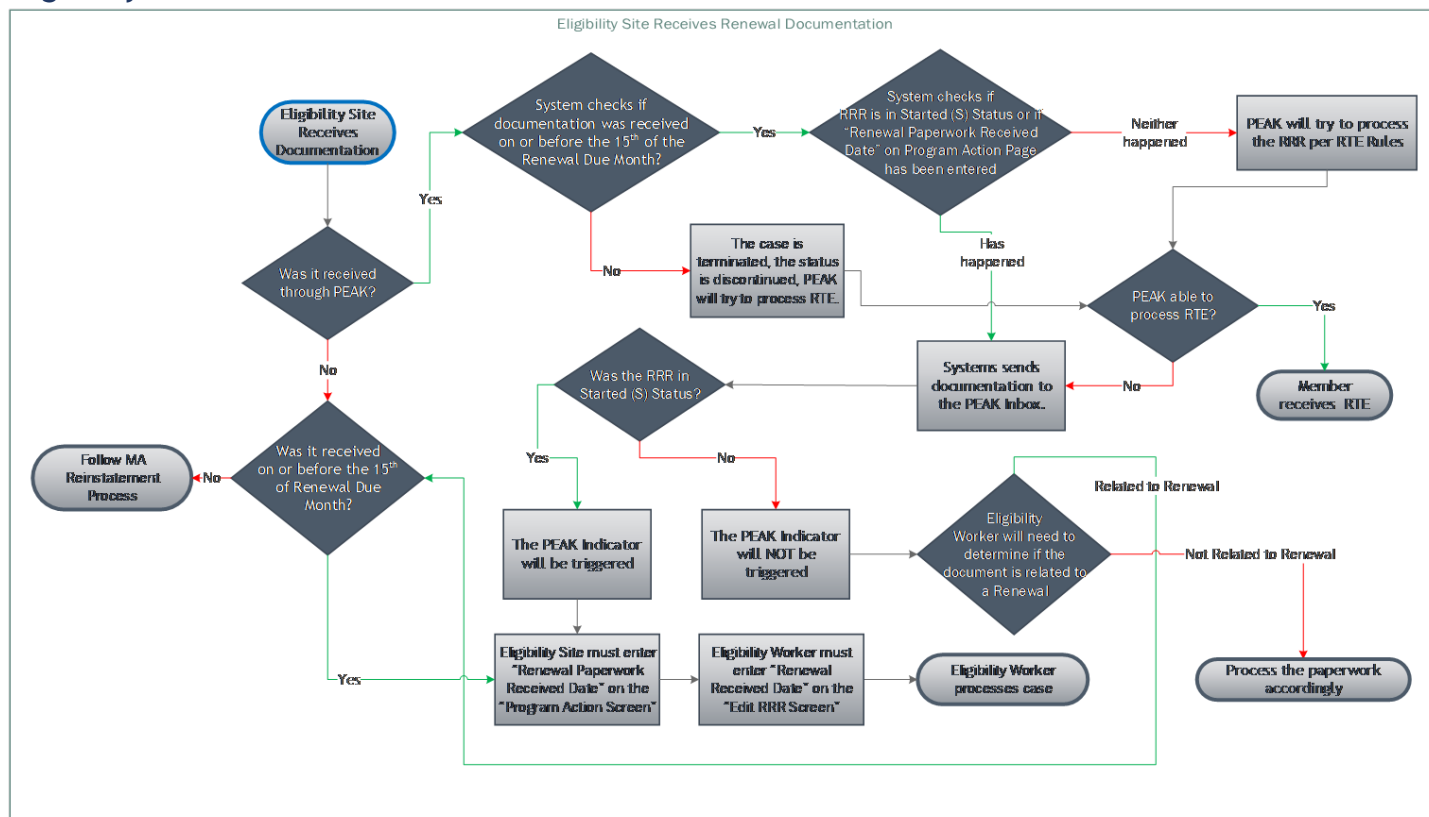 Eligibility Site Receives Renewal Documentation
Eligibility Site
Receives
Documentation
System checks if
documentation was received
on or before the 15th of the
Renewal Due Month?
Yes
System checks if
RRR is in Started (S) Status or if
“Renewal Paperwork Received
Date” on Program Action Page
has been entered
Neither
happened
PEAK will try to process
the RRR per RTE Rules
Yes
Was it received
through PEAK?
No
The case is
terminated, the status
is discontinued, PEAK
will try to process RTE.
Has
happened
PEAK able to
process RTE?
Yes
No
Was the RRR in
Started (S) Status?
Systems sends
documentation to
the PEAK Inbox..
No
Member
receives RTE
Follow MA
Reinstatement
Process
No
Was it received
on or before the 15th
of Renewal Due
Month?
Yes
No
Related to Renewal
The PEAK Indicator
will be triggered
The PEAK Indicator
will NOT be
triggered
Eligibility
Worker will need to
determine if the
document is related to
a Renewal
Not Related to Renewal
Yes
Eligibility Site must enter
“Renewal Paperwork
Received Date” on the
“Program Action Screen”
Eligibility Worker must
enter “Renewal
Received Date” on the
“Edit RRR Screen”
Eligibility Worker
processes case
Process the paperwork
accordingly